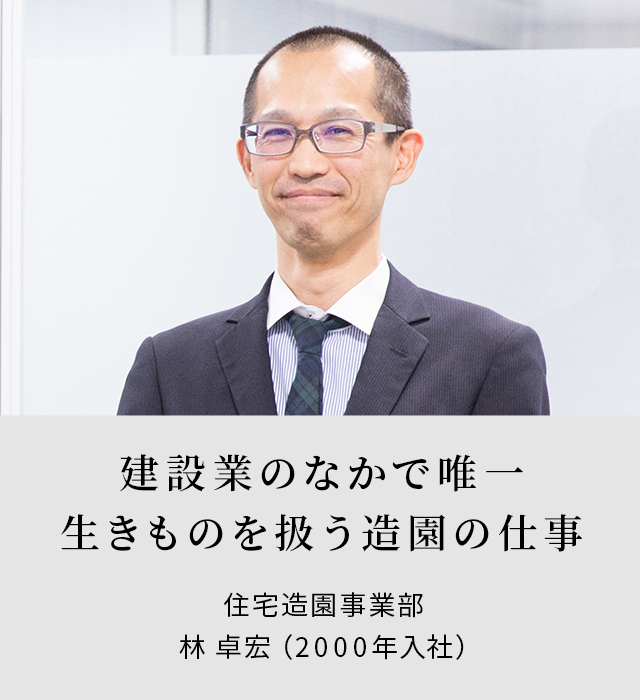 建設業のなかで唯一
生きものを扱う造園の仕事
住宅造園事業部
林 卓宏（2000年入社）